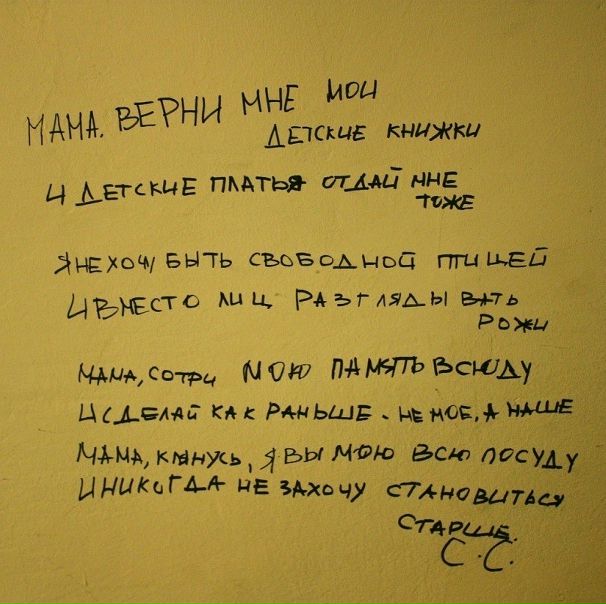 МАМА. ВЕРНИ МНЕ МОИ
ДЕТСКИЕ КНИЖКИ
И ДЕТСКИЕ ПЛАТЬЯ ОТДАЙ МНЕ
ТОЖЕ
Я НЕ ХОЧУ БЫТЬ СВОБОДНОЙ ПТИЦЕЙ
И ВМЕСТО ЛИЦ РАЗГЛЯДЫВАТЬ
РОЖИ
МАМА, СОТРИ МОЮ ПАМЯТЬ ВСЮДУ
И СДЕЛАЙ КАК РАНЬШЕ. НЕ МОЕ, А НАШЕ
МАМА, КЛЯНУСЬ, Я ВЫМОЮ ВСЮ ПОСУДУ
И НИКОГДА НЕ ЗАХОЧУ СТАНОВИТЬСЯ
СТАРШЕ.
С.С.